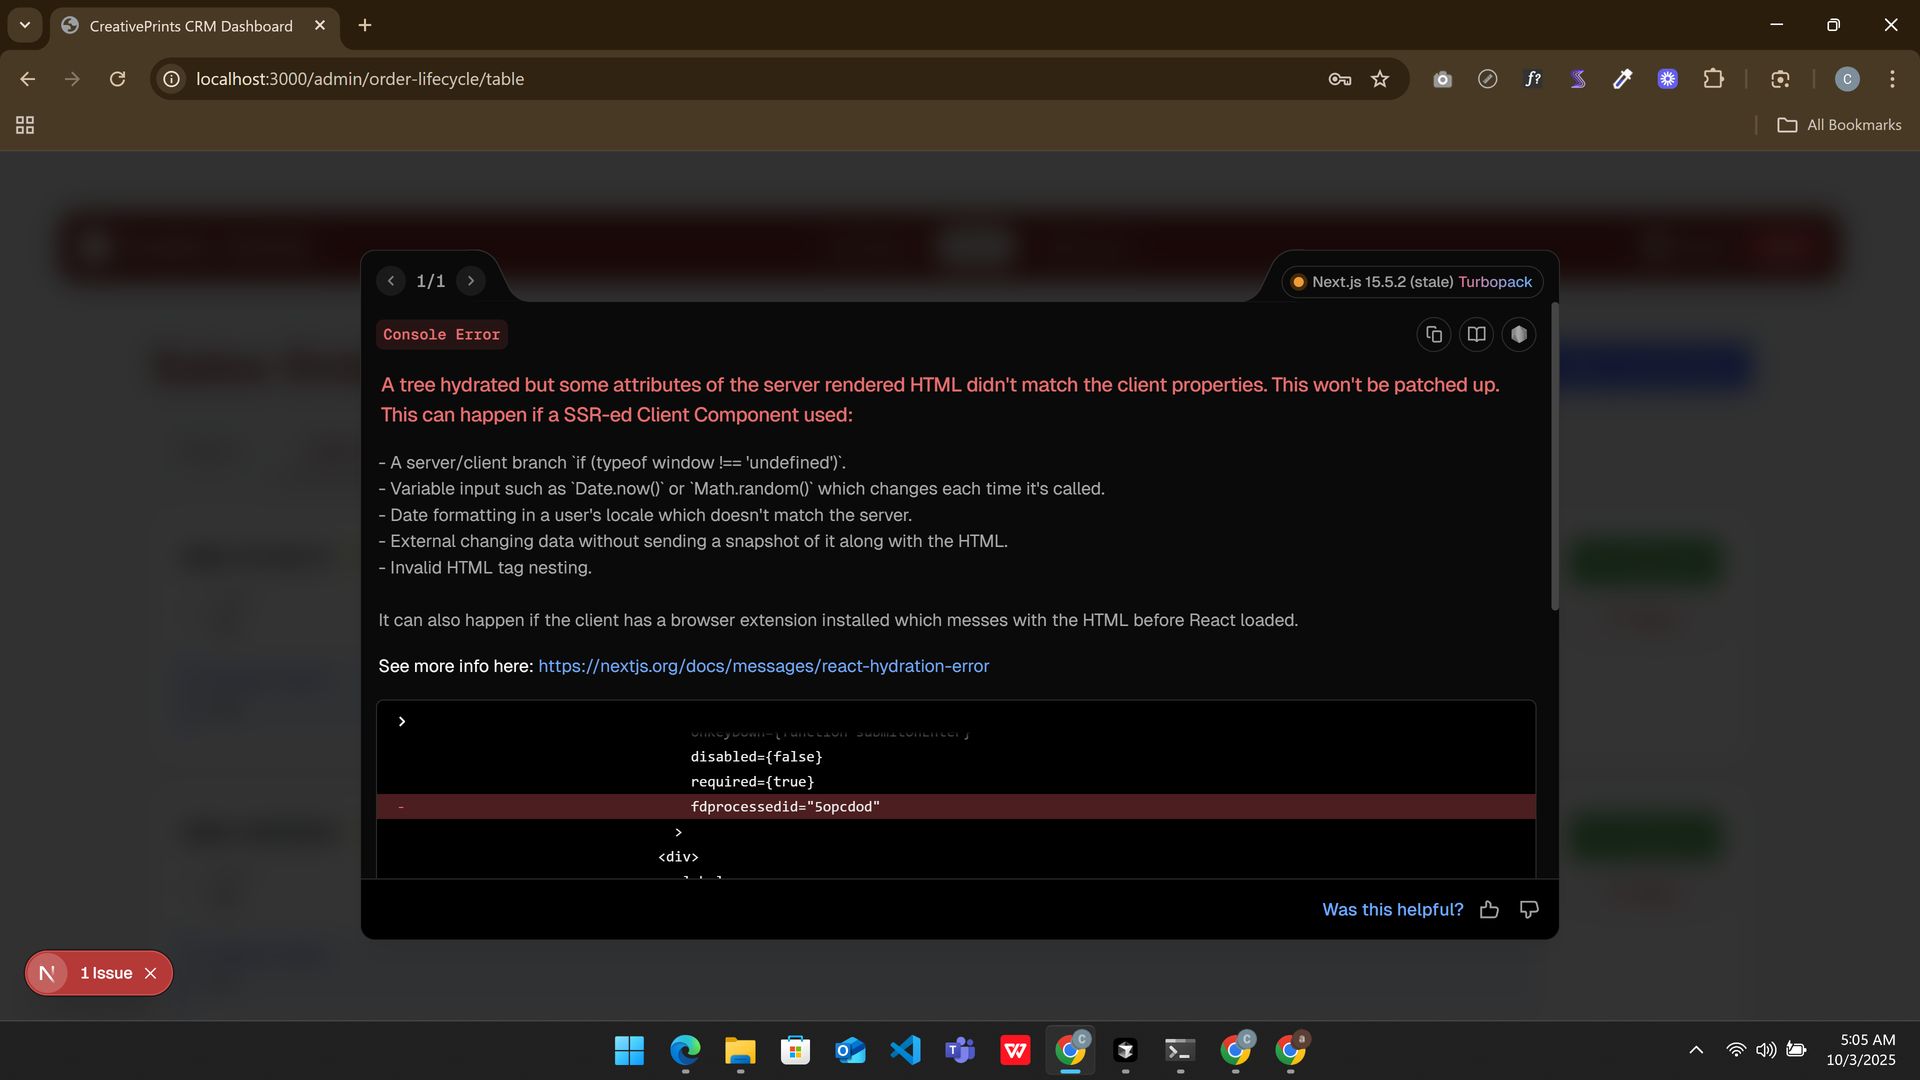 CreativePrints CRM Dashboard
localhost:3000/admin/order-lifecycle/table
f?
C
All Bookmarks
1/1
Next.js 15.5.2 (stale) Turbopack
Console Error
A tree hydrated but some attributes of the server rendered HTML didn't match the client properties. This won't be patched up.
This can happen if a SSR-ed Client Component used:
- A server/client branch `if (typeof window !== 'undefined')`.
- Variable input such as `Date.now()` or `Math.random()` which changes each time it's called.
- Date formatting in a user's locale which doesn't match the server.
- External changing data without sending a snapshot of it along with the HTML.
- Invalid HTML tag nesting.
It can also happen if the client has a browser extension installed which messes with the HTML before React loaded.
See more info here: https://nextjs.org/docs/messages/react-hydration-error
>
onKeyDown={function submitOnEnter}
disabled={false}
required={true}
- fdprocessedid="5opcdod"
>
<div>
Was this helpful?
N 1 Issue
5:05 AM
10/3/2025